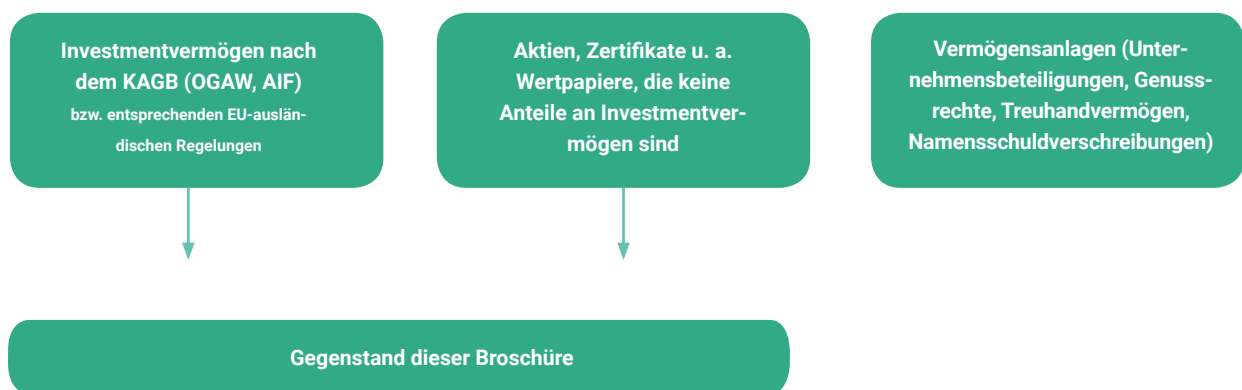 Investmentvermögen nach
dem KAGB (OGAW, AIF)
bzw. entsprechenden EU-auslän-
dischen Regelungen
Aktien, Zertifikate u. a.
Wertpapiere, die keine
Anteile an Investmentver-
mögen sind
Vermögensanlagen (Unter-
nehmensbeteiligungen, Genuss-
rechte, Treuhandvermögen,
Namensschuldverschreibungen)
Gegenstand dieser Broschüre